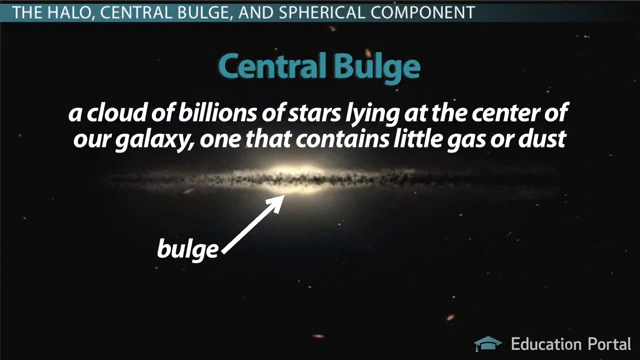 THE HALO, CENTRAL BULGE, AND SPHERICAL COMPONENT
Central Bulge
a cloud of billions of stars lying at the center of
our galaxy, one that contains little gas or dust
bulge
Education Portal